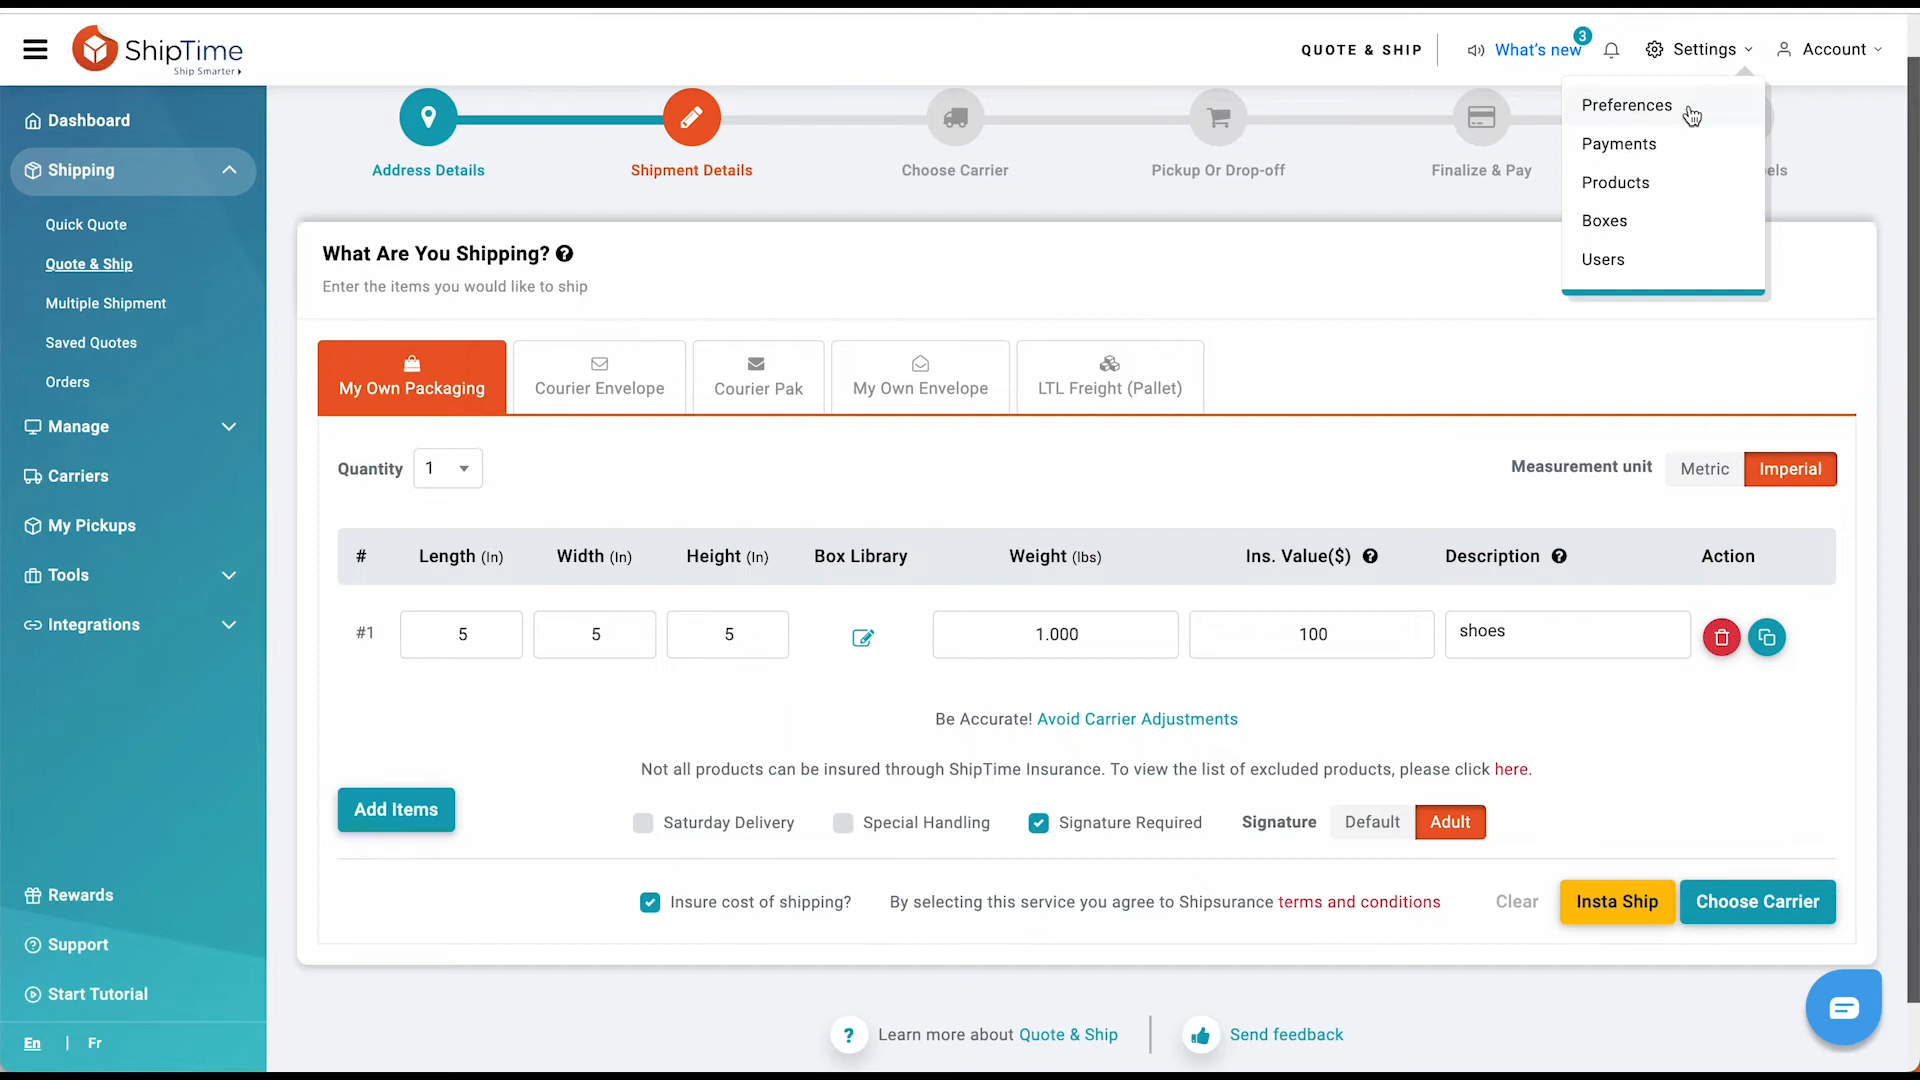 ShipTime
Ship Smarter
QUOTE & SHIP
What's new
3
Settings
Account
Preferences
Payments
Products
Boxes
Users
Dashboard
Shipping
Quick Quote
Quote & Ship
Multiple Shipment
Saved Quotes
Orders
Manage
Carriers
My Pickups
Tools
Integrations
Rewards
Support
Start Tutorial
En | Fr
Address Details
Shipment Details
Choose Carrier
Pickup Or Drop-off
Finalize & Pay
els
What Are You Shipping? ?
Enter the items you would like to ship
My Own Packaging
Courier Envelope
Courier Pak
My Own Envelope
LTL Freight (Pallet)
Quantity 1
Measurement unit Metric Imperial
# Length (In) Width (In) Height (In) Box Library Weight (lbs) Ins. Value($) ? Description ? Action
#1 5 5 5 1.000 100 shoes
Be Accurate! Avoid Carrier Adjustments
Not all products can be insured through ShipTime Insurance. To view the list of excluded products, please click here.
Add Items
Saturday Delivery Special Handling Signature Required Signature Default Adult
Insure cost of shipping? By selecting this service you agree to Shipsurance terms and conditions
Clear Insta Ship Choose Carrier
? Learn more about Quote & Ship
Send feedback